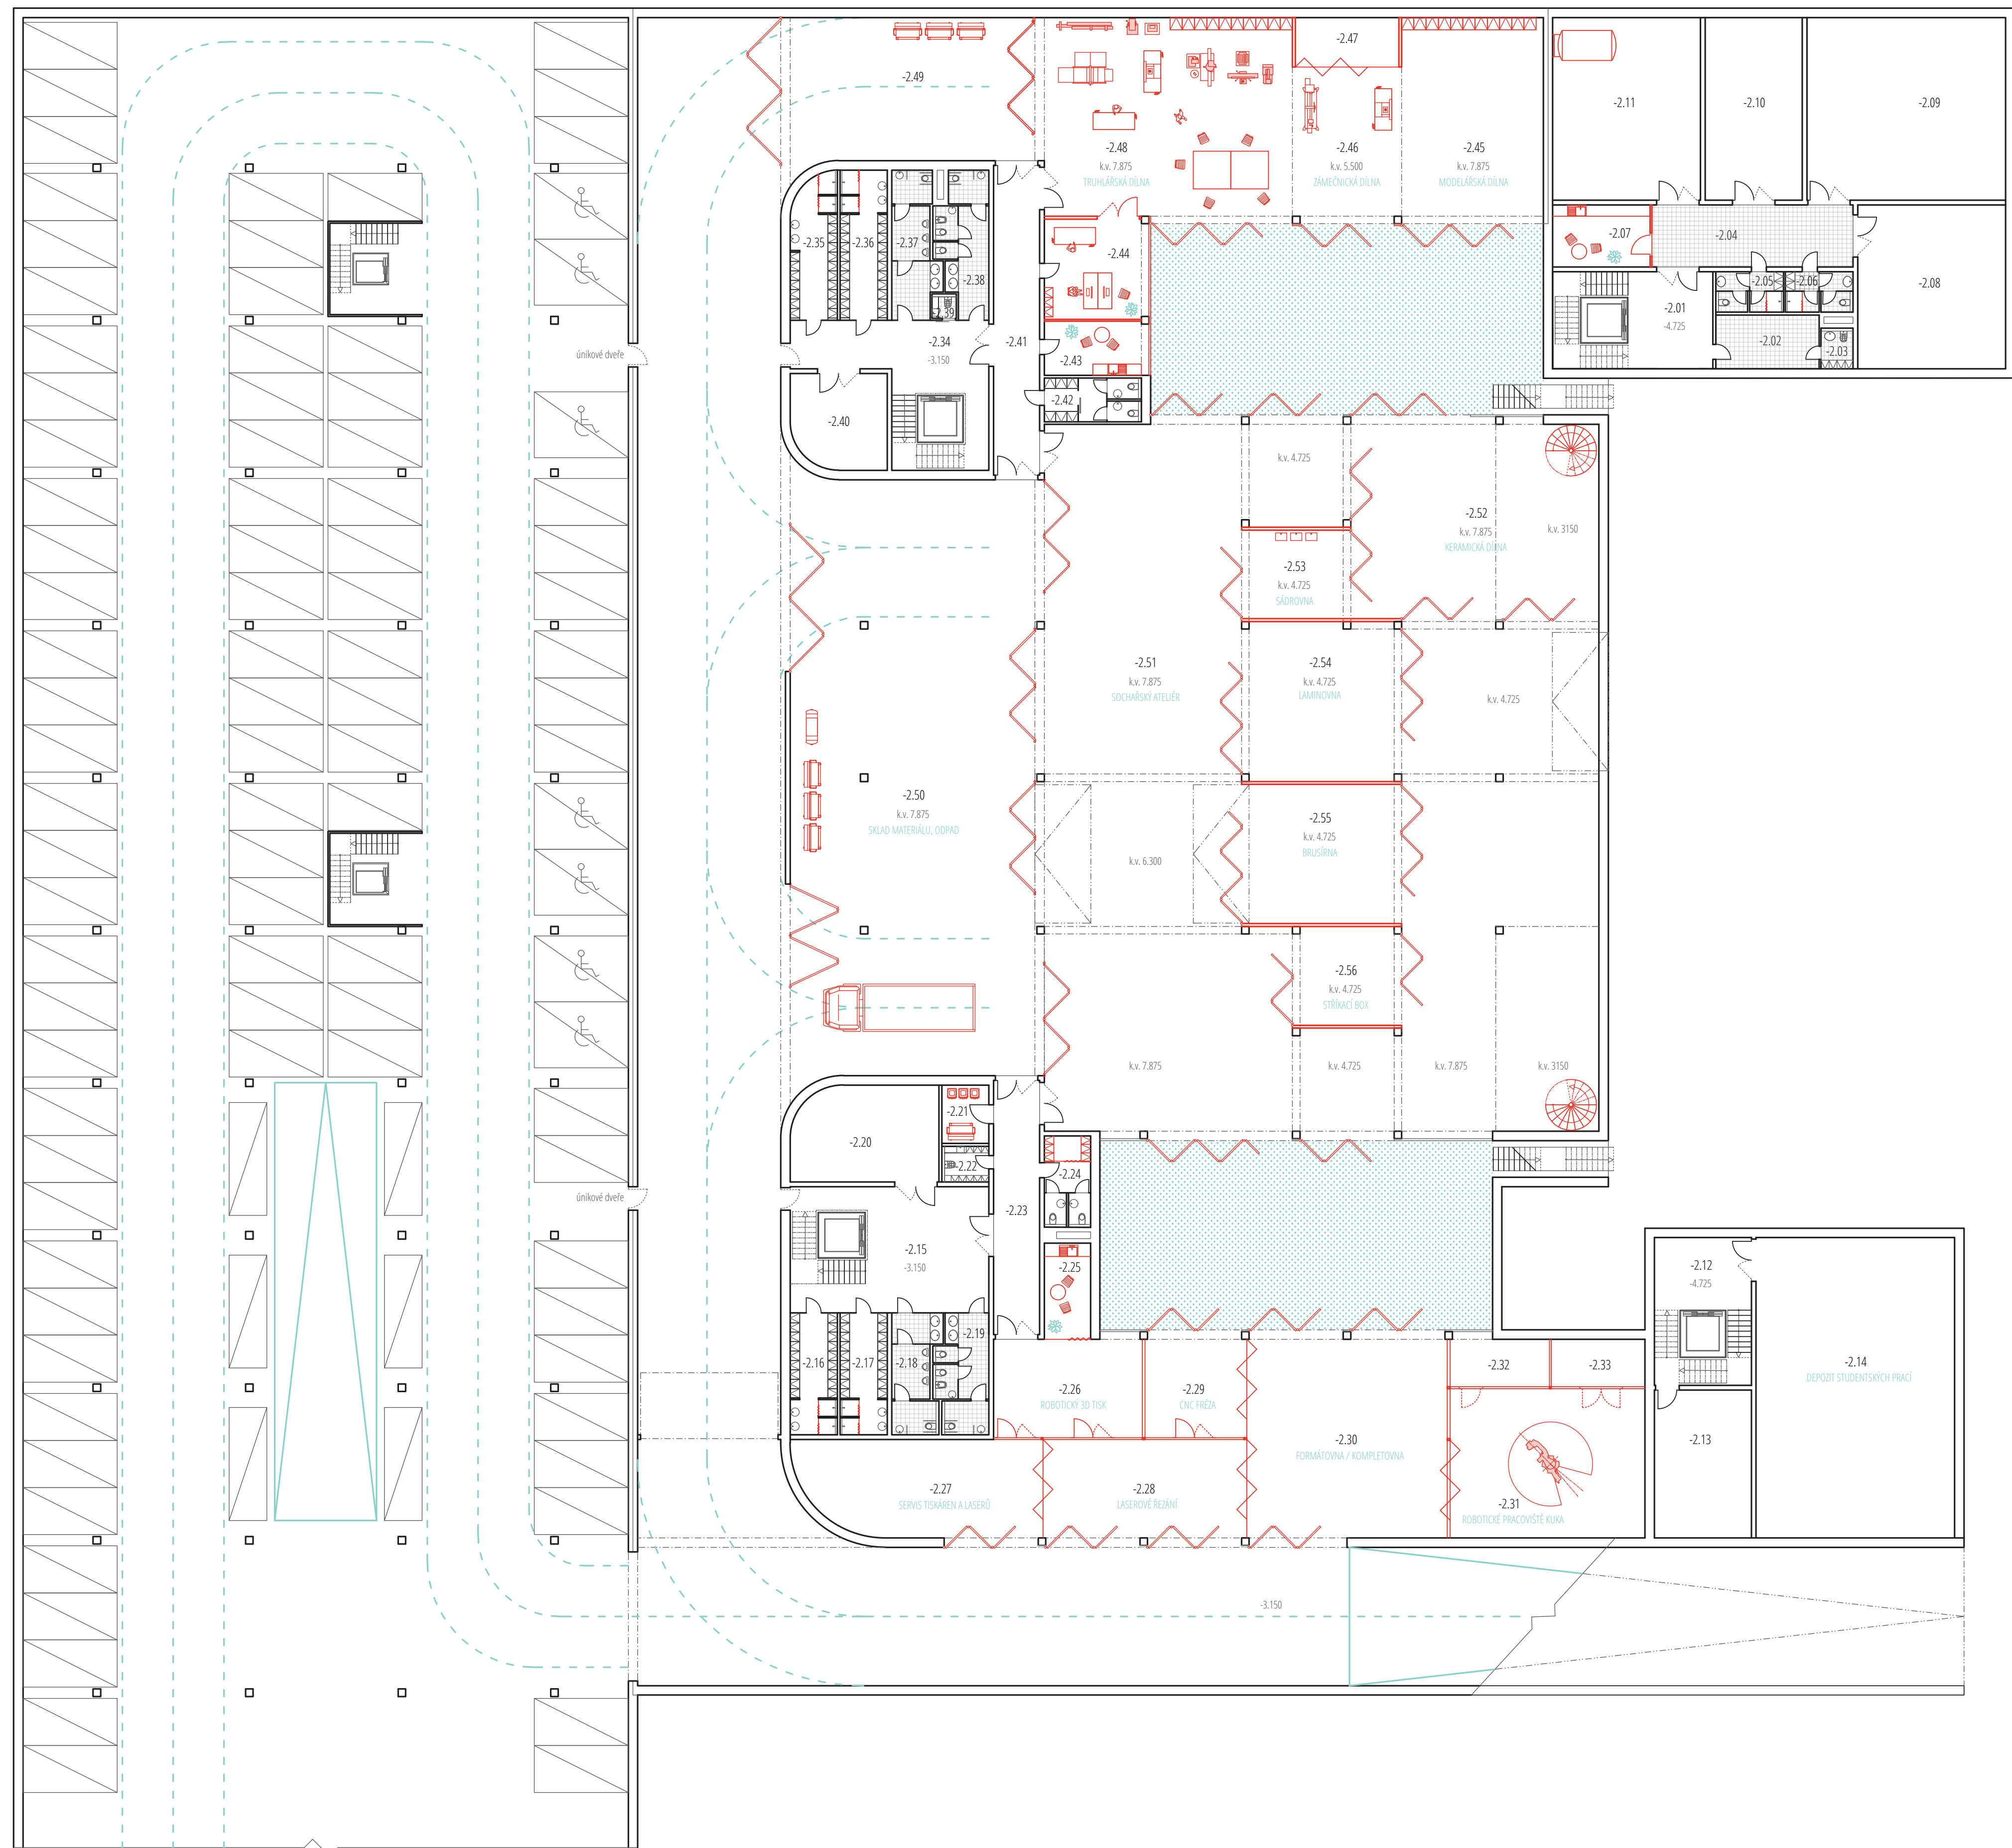 -2.47
-2.49
-2.11
-2.10
-2.09
-2.48
k.v. 7.875
TRUHLÁŘSKÁ DÍLNA
-2.46
k.v. 5.500
ZÁMEČNICKÁ DÍLNA
-2.45
k.v. 7.875
MODELÁŘSKÁ DÍLNA
-2.35
-2.36
-2.37
-2.38
-2.39
-2.44
-2.07
-2.04
-2.05
-2.06
-2.08
-2.01
-4.725
-2.02
-2.03
únikové dveře
-2.34
-3.150
-2.41
-2.43
-2.42
-2.40
k.v. 4.725
-2.52
k.v. 7.875
KERAMICKÁ DÍLNA
k.v. 3150
-2.53
k.v. 4.725
SÁDROVNA
-2.51
k.v. 7.875
SOCHAŘSKÝ ATELIÉR
-2.54
k.v. 4.725
LAMINOVNA
k.v. 4.725
-2.50
k.v. 7.875
SKLAD MATERIÁLU, ODPAD
-2.55
k.v. 4.725
BRUSÍRNA
k.v. 6.300
-2.56
k.v. 4.725
STŘÍKACÍ BOX
k.v. 7.875
k.v. 4.725
k.v. 7.875
k.v. 3150
-2.21
-2.20
-2.22
-2.24
únikové dveře
-2.23
-2.15
-3.150
-2.25
-2.12
-4.725
-2.16
-2.17
-2.18
-2.19
-2.26
ROBOTICKÝ 3D TISK
-2.29
CNC FRÉZA
-2.32
-2.33
-2.14
DEPOZIT STUDENTSKÝCH PRACÍ
-2.30
FORMÁTOVNA / KOMPLETOVNA
-2.13
-2.27
SERVIS TISKÁREN A LASERŮ
-2.28
LASEROVÉ ŘEZÁNÍ
-2.31
ROBOTICKÉ PRACOVIŠTĚ KUKA
-3.150